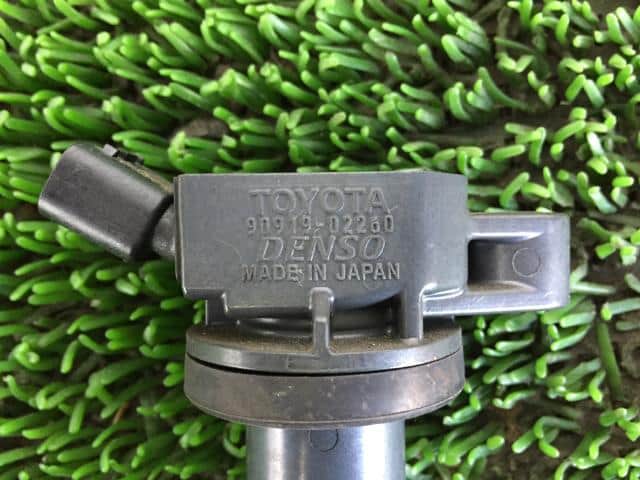 TOYOTA
90919-02260
DENSO
MADE IN JAPAN